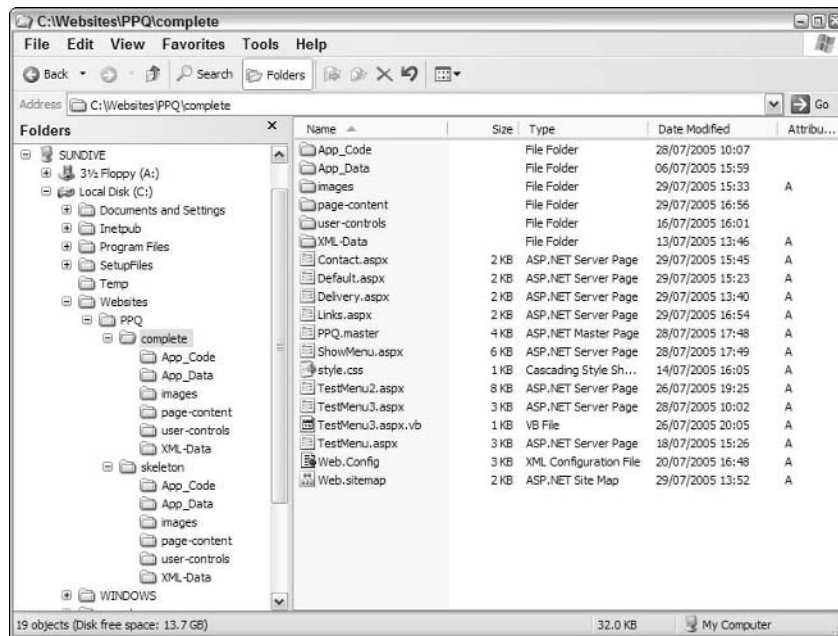 C:\Websites\PPQ\complete
File Edit View Favorites Tools Help
Back Search Folders
Address C:\Websites\PPQ\complete Go
Folders x
SUNDIVE
3½ Floppy (A:)
Local Disk (C:)
Documents and Settings
Inetpub
Program Files
SetupFiles
Temp
Websites
PPQ
complete
App_Code
App_Data
images
page-content
user-controls
XML-Data
skeleton
App_Code
App_Data
images
page-content
user-controls
XML-Data
WINDOWS
Name Size Type Date Modified Attribu...
App_Code File Folder 28/07/2005 10:07
App_Data File Folder 06/07/2005 15:59
images File Folder 29/07/2005 15:33 A
page-content File Folder 29/07/2005 16:56
user-controls File Folder 16/07/2005 16:01
XML-Data File Folder 13/07/2005 13:46 A
Contact.aspx 2 KB ASP.NET Server Page 29/07/2005 15:45 A
Default.aspx 2 KB ASP.NET Server Page 29/07/2005 15:23 A
Delivery.aspx 2 KB ASP.NET Server Page 29/07/2005 13:40 A
Links.aspx 2 KB ASP.NET Server Page 29/07/2005 16:54 A
PPQ.master 4 KB ASP.NET Master Page 28/07/2005 17:48 A
ShowMenu.aspx 6 KB ASP.NET Server Page 28/07/2005 17:49 A
style.css 1 KB Cascading Style Sh... 14/07/2005 16:05 A
TestMenu2.aspx 8 KB ASP.NET Server Page 26/07/2005 19:25 A
TestMenu3.aspx 3 KB ASP.NET Server Page 28/07/2005 10:02 A
TestMenu3.aspx.vb 1 KB VB File 26/07/2005 20:05 A
TestMenu.aspx 3 KB ASP.NET Server Page 18/07/2005 15:26 A
Web.Config 3 KB XML Configuration File 20/07/2005 16:48 A
Web.sitemap 2 KB ASP.NET Site Map 29/07/2005 13:52 A
19 objects (Disk free space: 13.7 GB) 32.0 KB My Computer